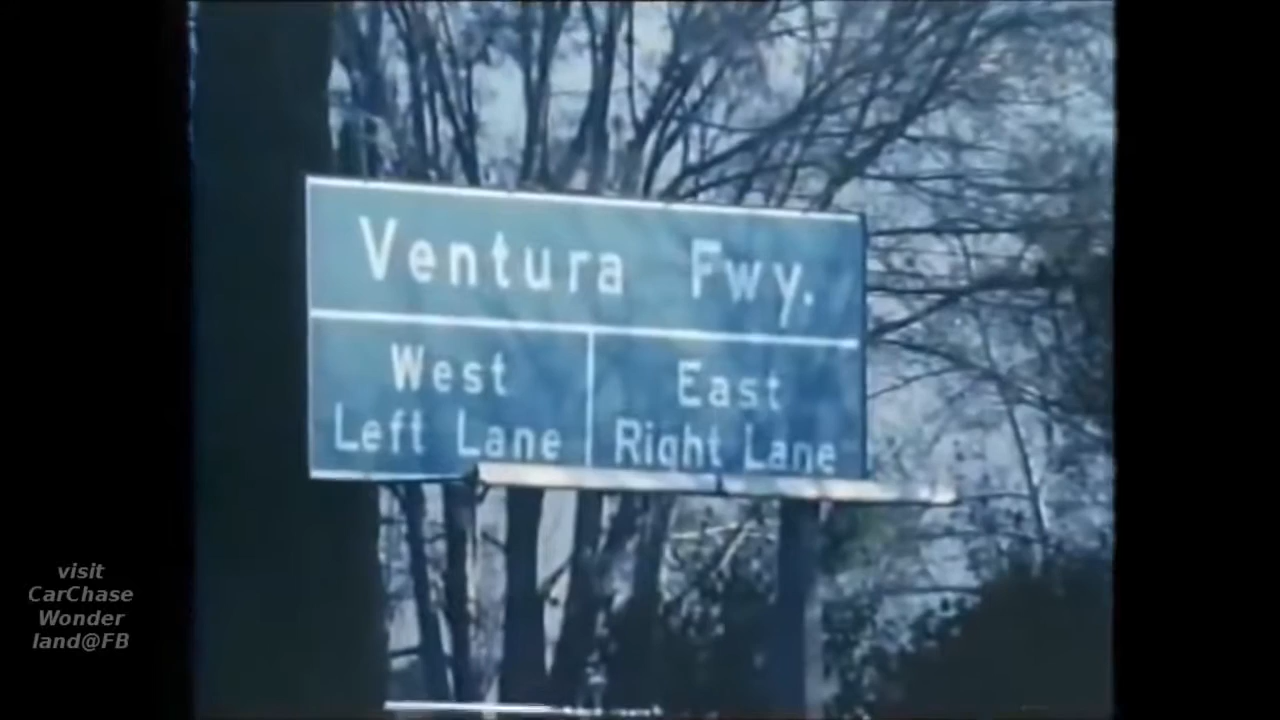 Ventura Fwy.
West
Left Lane
East
Right Lane
visit
CarChase
Wonder
land@FB